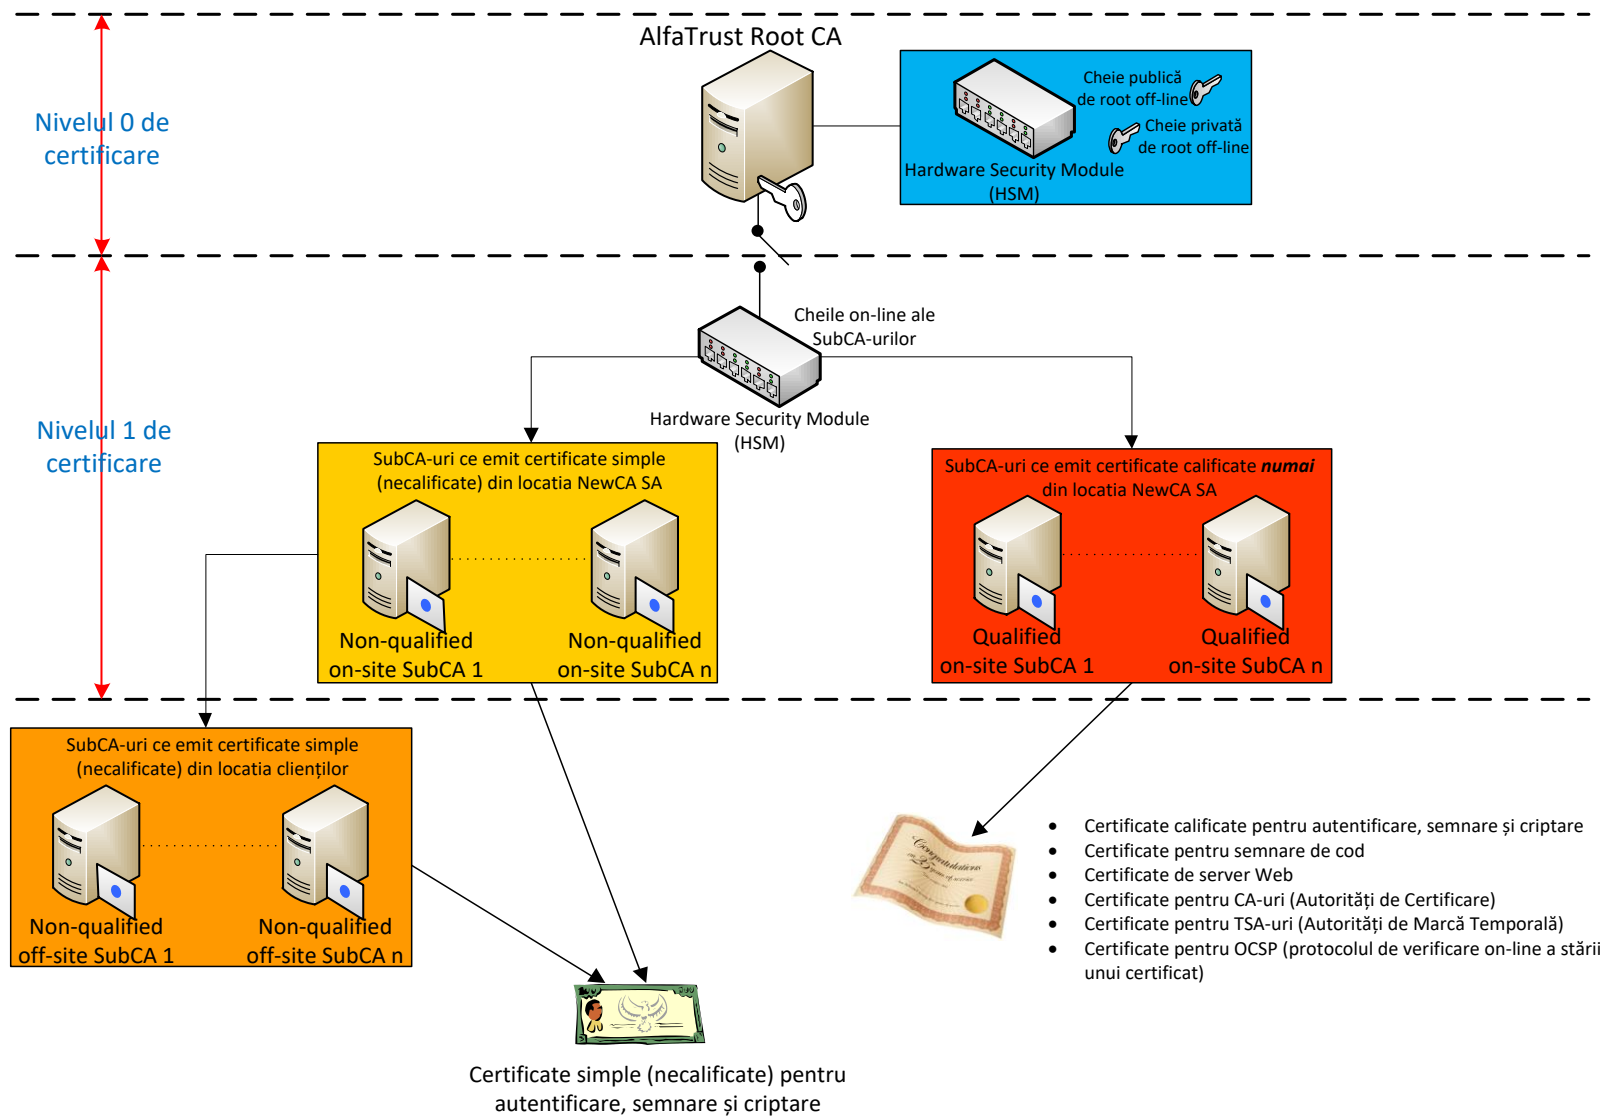 AlfaTrust Root CA
Nivelul 0 de
certificare
Cheie publică
de root off-line
Cheie privată
de root off-line
Hardware Security Module
(HSM)
Cheile on-line ale
SubCA-urilor
Hardware Security Module
(HSM)
Nivelul 1 de
certificare
SubCA-uri ce emit certificate simple
(necalificate) din locatia NewCA SA
Non-qualified
on-site SubCA 1
Non-qualified
on-site SubCA n
SubCA-uri ce emit certificate calificate numai
din locatia NewCA SA
Qualified
on-site SubCA 1
Qualified
on-site SubCA n
SubCA-uri ce emit certificate simple
(necalificate) din locatia clienților
Non-qualified
off-site SubCA 1
Non-qualified
off-site SubCA n
Congratulations
• Certificate calificate pentru autentificare, semnare și criptare
• Certificate pentru semnare de cod
• Certificate de server Web
• Certificate pentru CA-uri (Autorități de Certificare)
• Certificate pentru TSA-uri (Autorități de Marcă Temporală)
• Certificate pentru OCSP (protocolul de verificare on-line a stării
unui certificat)
Certificate simple (necalificate) pentru
autentificare, semnare și criptare